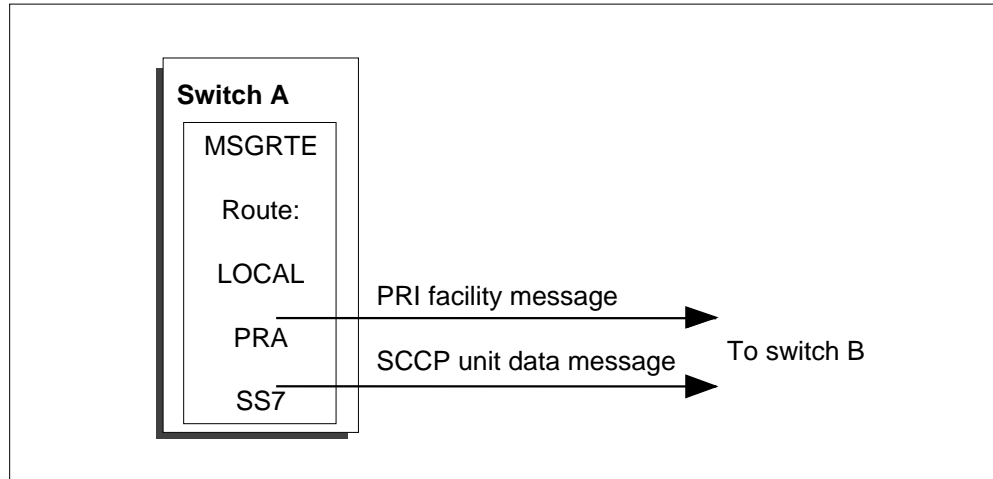 Switch A
MSGRTE
Route:
LOCAL
PRI facility message
PRA
To switch B
SCCP unit data message
SS7